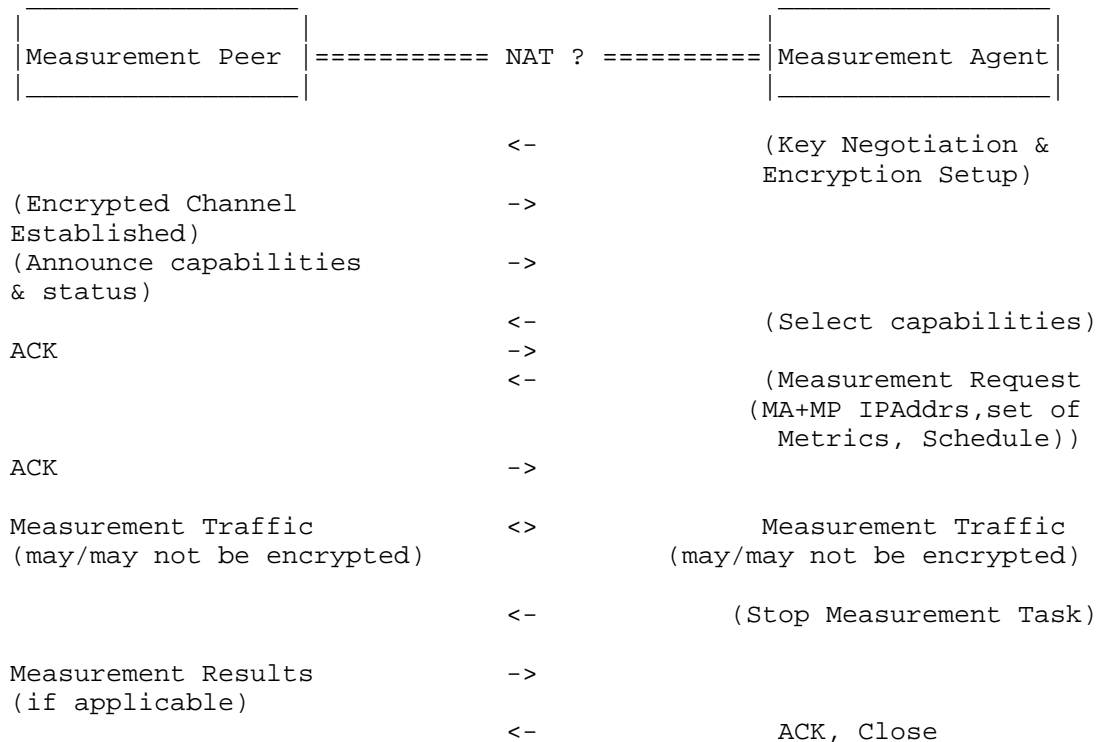 Measurement Peer =========== NAT ? ========== Measurement Agent
<- (Key Negotiation &
Encryption Setup)
(Encrypted Channel ->
Established)
(Announce capabilities ->
& status)
<- (Select capabilities)
ACK ->
<- (Measurement Request
(MA+MP IPAddrs,set of
Metrics, Schedule))
ACK ->
Measurement Traffic <> Measurement Traffic
(may/may not be encrypted) (may/may not be encrypted)
<- (Stop Measurement Task)
Measurement Results ->
(if applicable)
<- ACK, Close